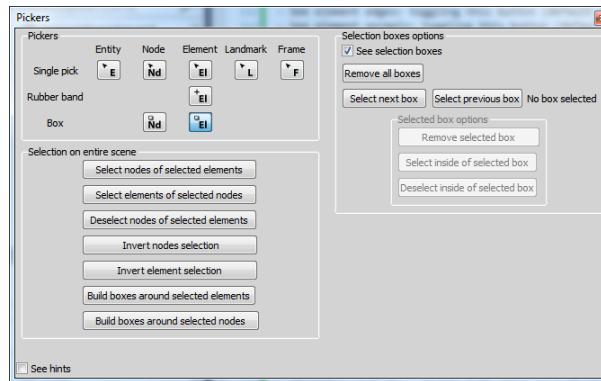 Pickers
Pickers
Entity Node Element Landmark Frame
Single pick E Nd El L F
Rubber band El
Box Nd El
Selection on entire scene
Select nodes of selected elements
Select elements of selected nodes
Deselect nodes of selected elements
Invert nodes selection
Invert element selection
Build boxes around selected elements
Build boxes around selected nodes
See hints
Selection boxes options
See selection boxes
Remove all boxes
Select next box Select previous box No box selected
Selected box options
Remove selected box
Select inside of selected box
Deselect inside of selected box